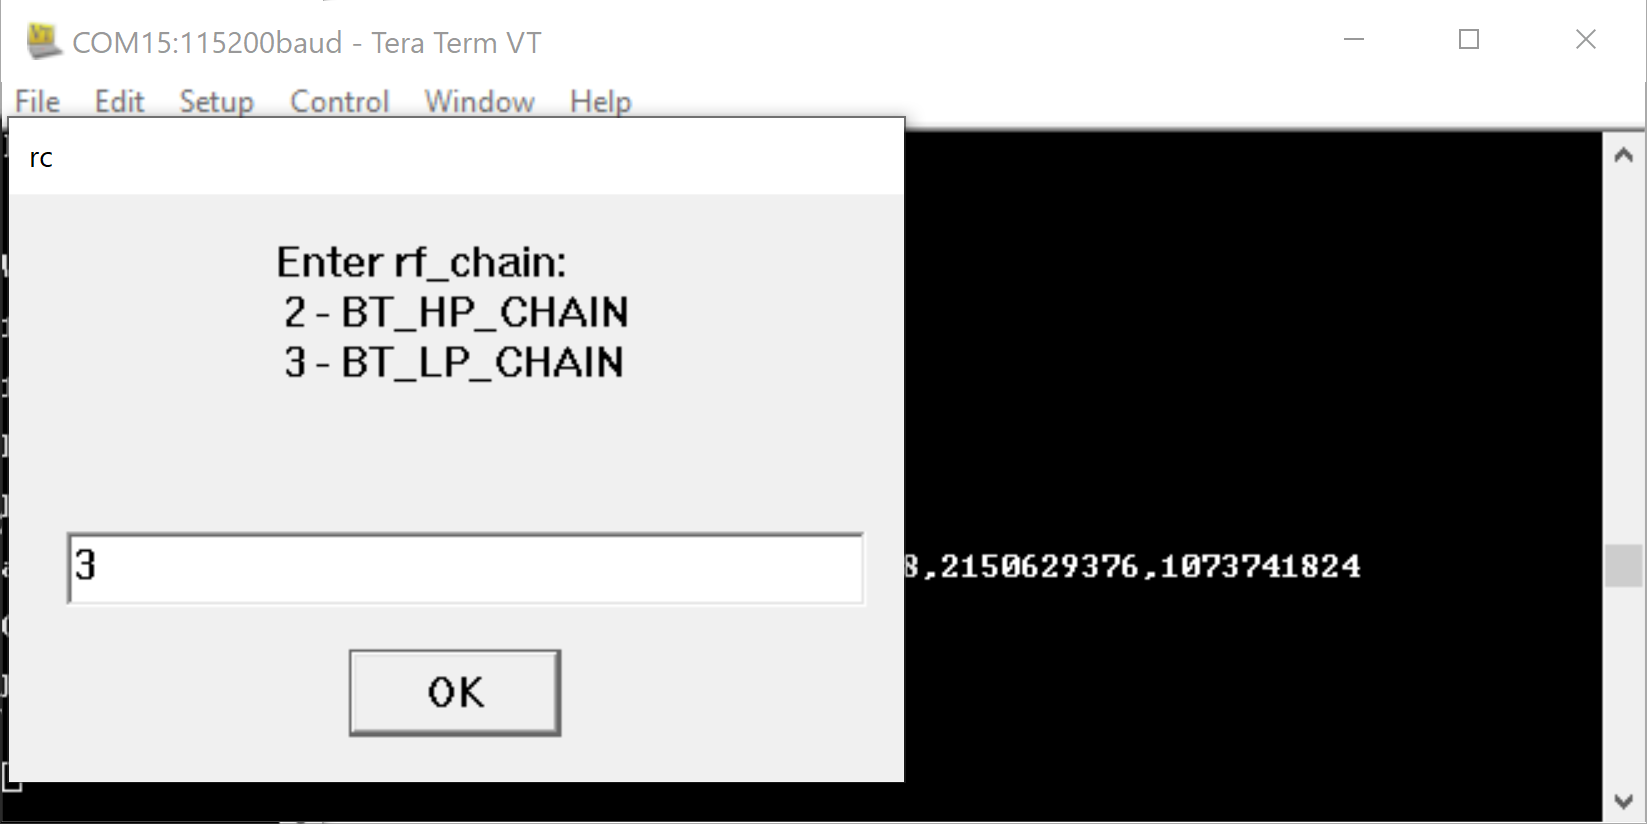 COM15:115200baud - Tera Term VT
File Edit Setup Control Window Help
rc
Enter rf_chain:
2 - BT_HP_CHAIN
3 - BT_LP_CHAIN
3
8,2150629376,1073741824
OK